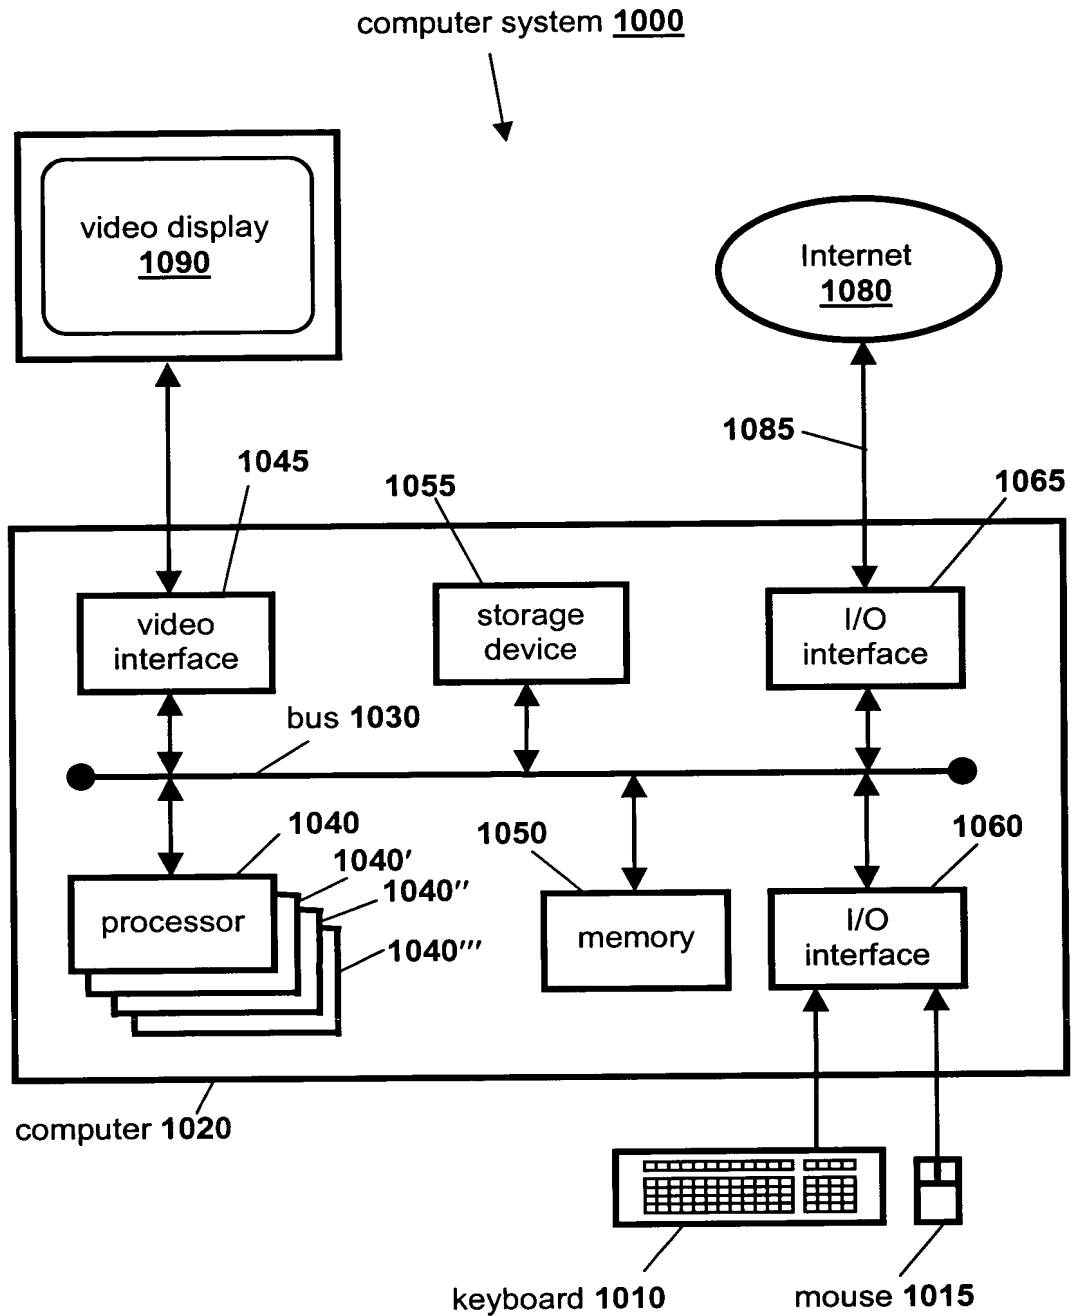 computer system 1000
video display
1090
Internet
1080
1085
1045
1055
1065
video
interface
storage
device
I/O
interface
bus 1030
1040
1040'
1040''
1040'''
processor
1050
memory
1060
I/O
interface
computer 1020
keyboard 1010
mouse 1015